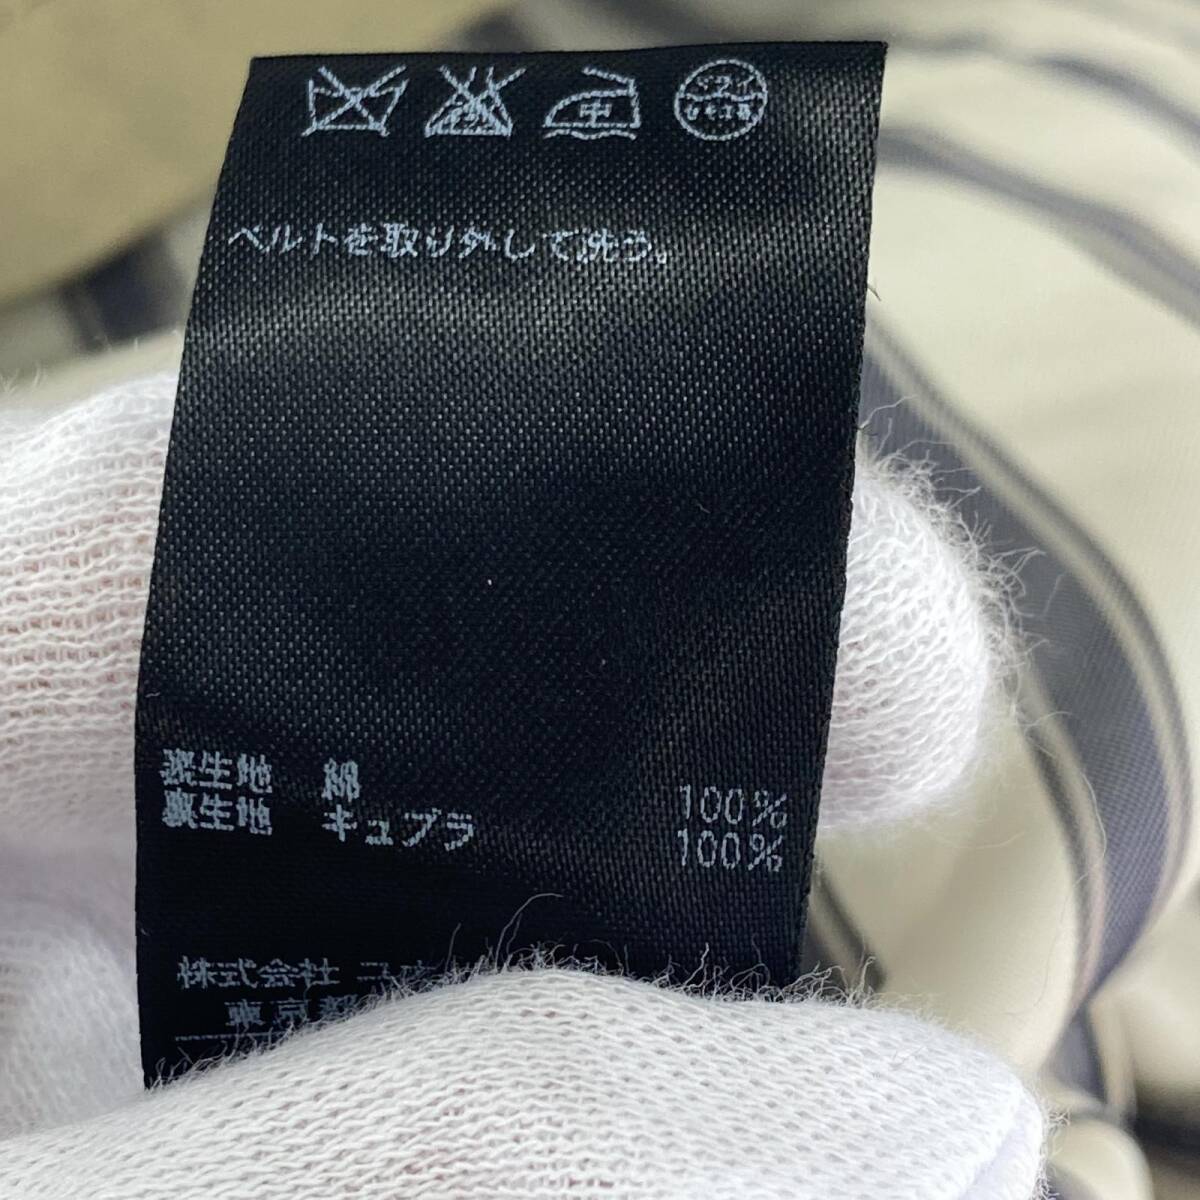 中
ドライ
セキユ系
ベルトを取り外して洗う。
表生地 綿 100%
裏生地 キュプラ 100%
株式会社
東京都